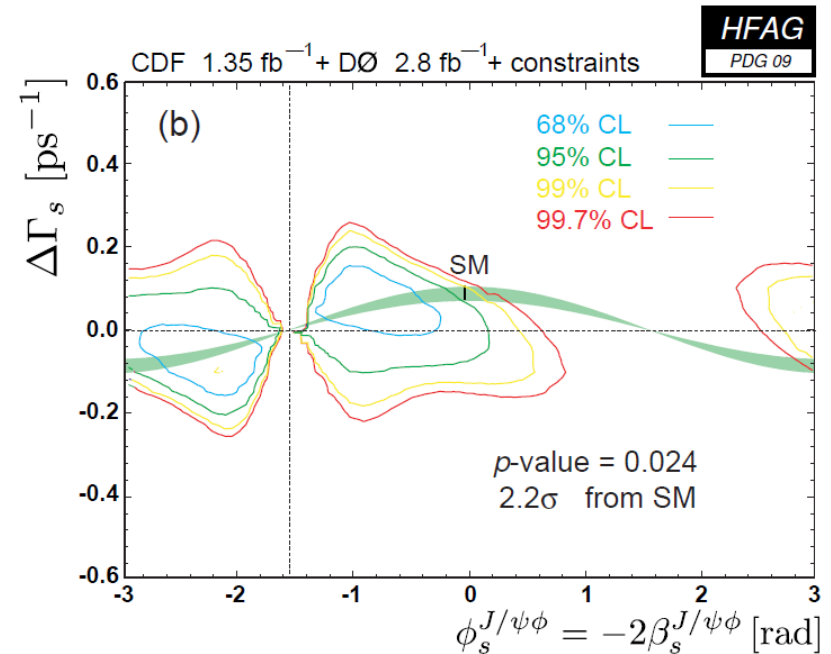 HFAG
PDG 09
CDF 1.35 fb⁻¹ + DØ 2.8 fb⁻¹ + constraints
(b)
68% CL
95% CL
99% CL
99.7% CL
SM
p-value = 0.024
2.2σ from SM
ΔΓₛ [ps⁻¹]
0.6
0.4
0.2
0.0
-0.2
-0.4
-0.6
-3 -2 -1 0 1 2 3
ϕₛ^{J/ψϕ} = −2βₛ^{J/ψϕ} [rad]